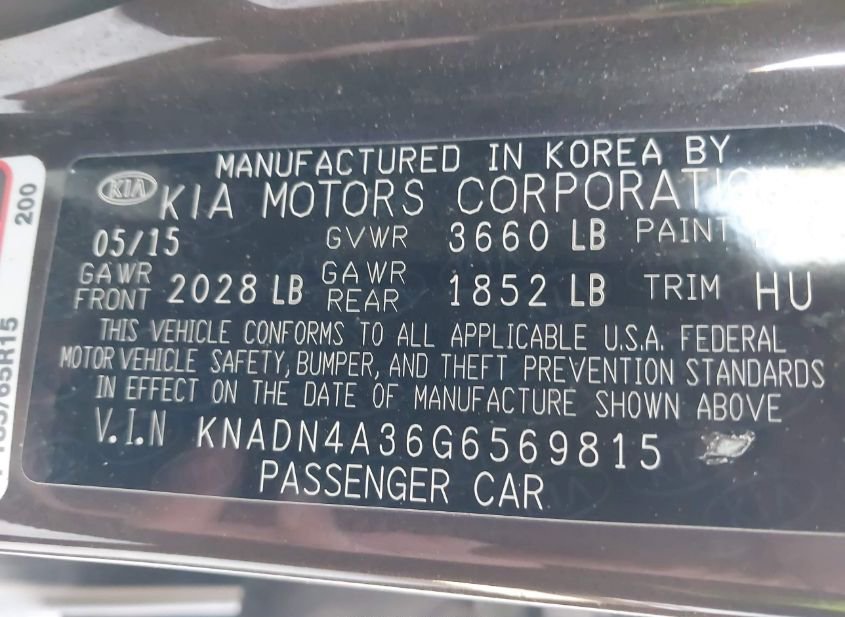 MANUFACTURED IN KOREA BY
KIA KIA MOTORS
05/15 GVWR 3660 LB PAINT
GAWR FRONT 2028 LB GAWR REAR 1852 LB TRIM HU
THIS VEHICLE CONFORMS TO ALL APPLICABLE U.S.A. FEDERAL
MOTOR VEHICLE SAFETY, BUMPER, AND THEFT PREVENTION STANDARDS
IN EFFECT ON THE DATE OF MANUFACTURE SHOWN ABOVE
V.I.N KNADN4A36G6569815
PASSENGER CAR
200